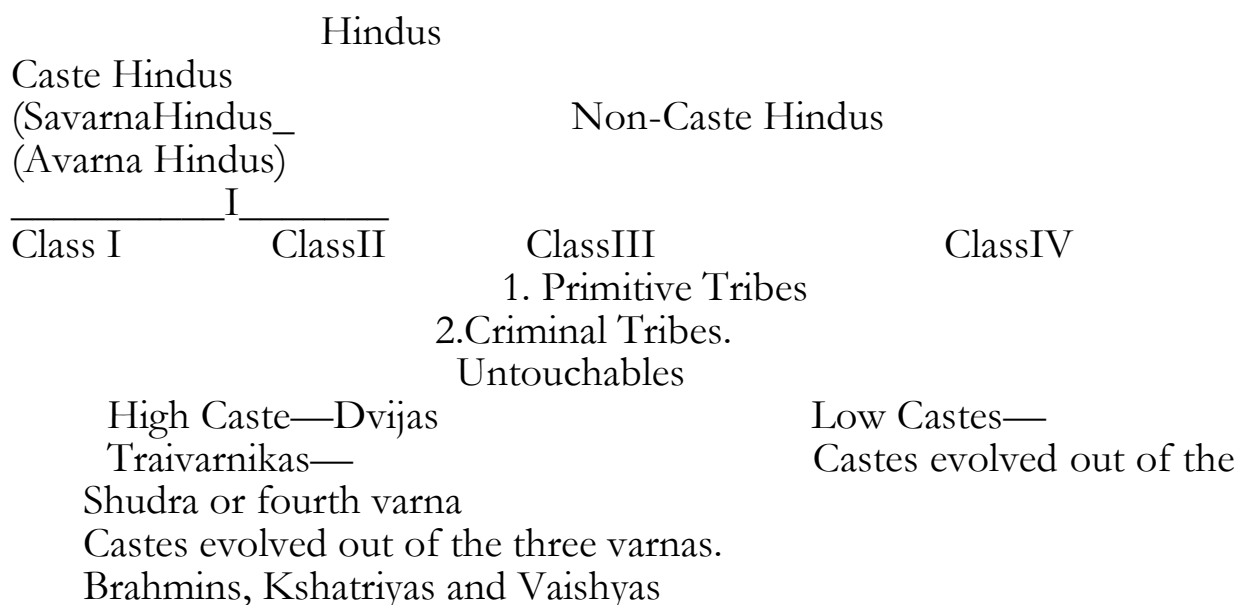 Hindus
Caste Hindus
(SavarnaHindus_ Non-Caste Hindus
(Avarna Hindus)
___________I________
Class I ClassII ClassIII ClassIV
1. Primitive Tribes
2.Criminal Tribes.
Untouchables
High Caste—Dvijas Low Castes—
Traivarnikas— Castes evolved out of the
Shudra or fourth varna
Castes evolved out of the three varnas.
Brahmins, Kshatriyas and Vaishyas